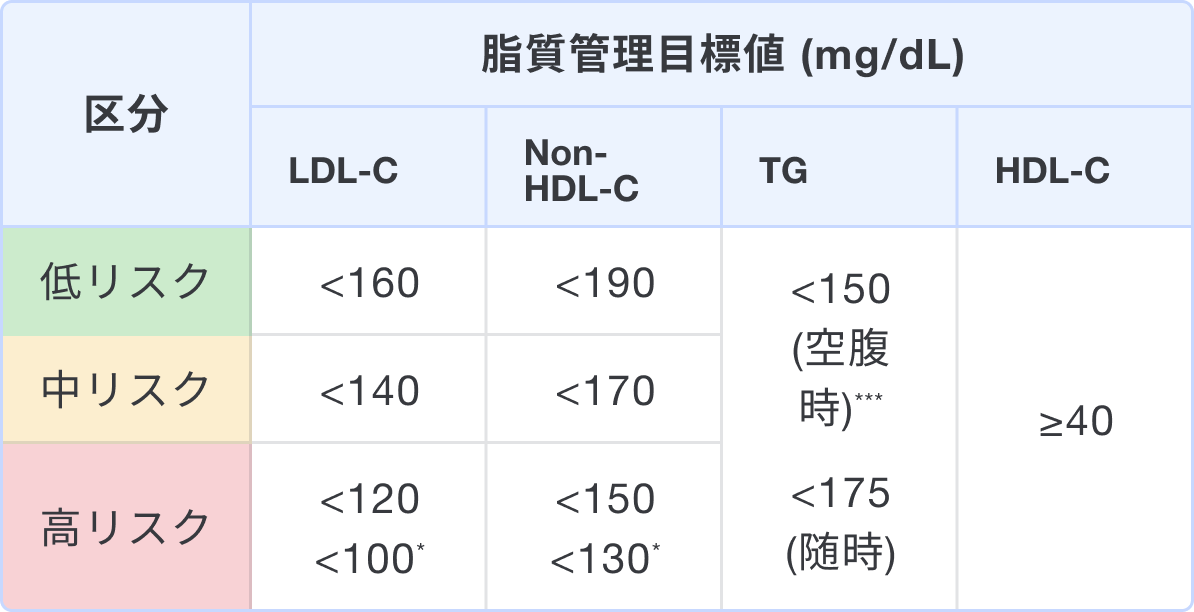 区分
脂質管理目標値 (mg/dL)
LDL-C
Non-
HDL-C
TG
HDL-C
低リスク
<160
<190
<150
(空腹
時)***
<175
(随時)
≥40
中リスク
<140
<170
高リスク
<120
<100*
<150
<130*